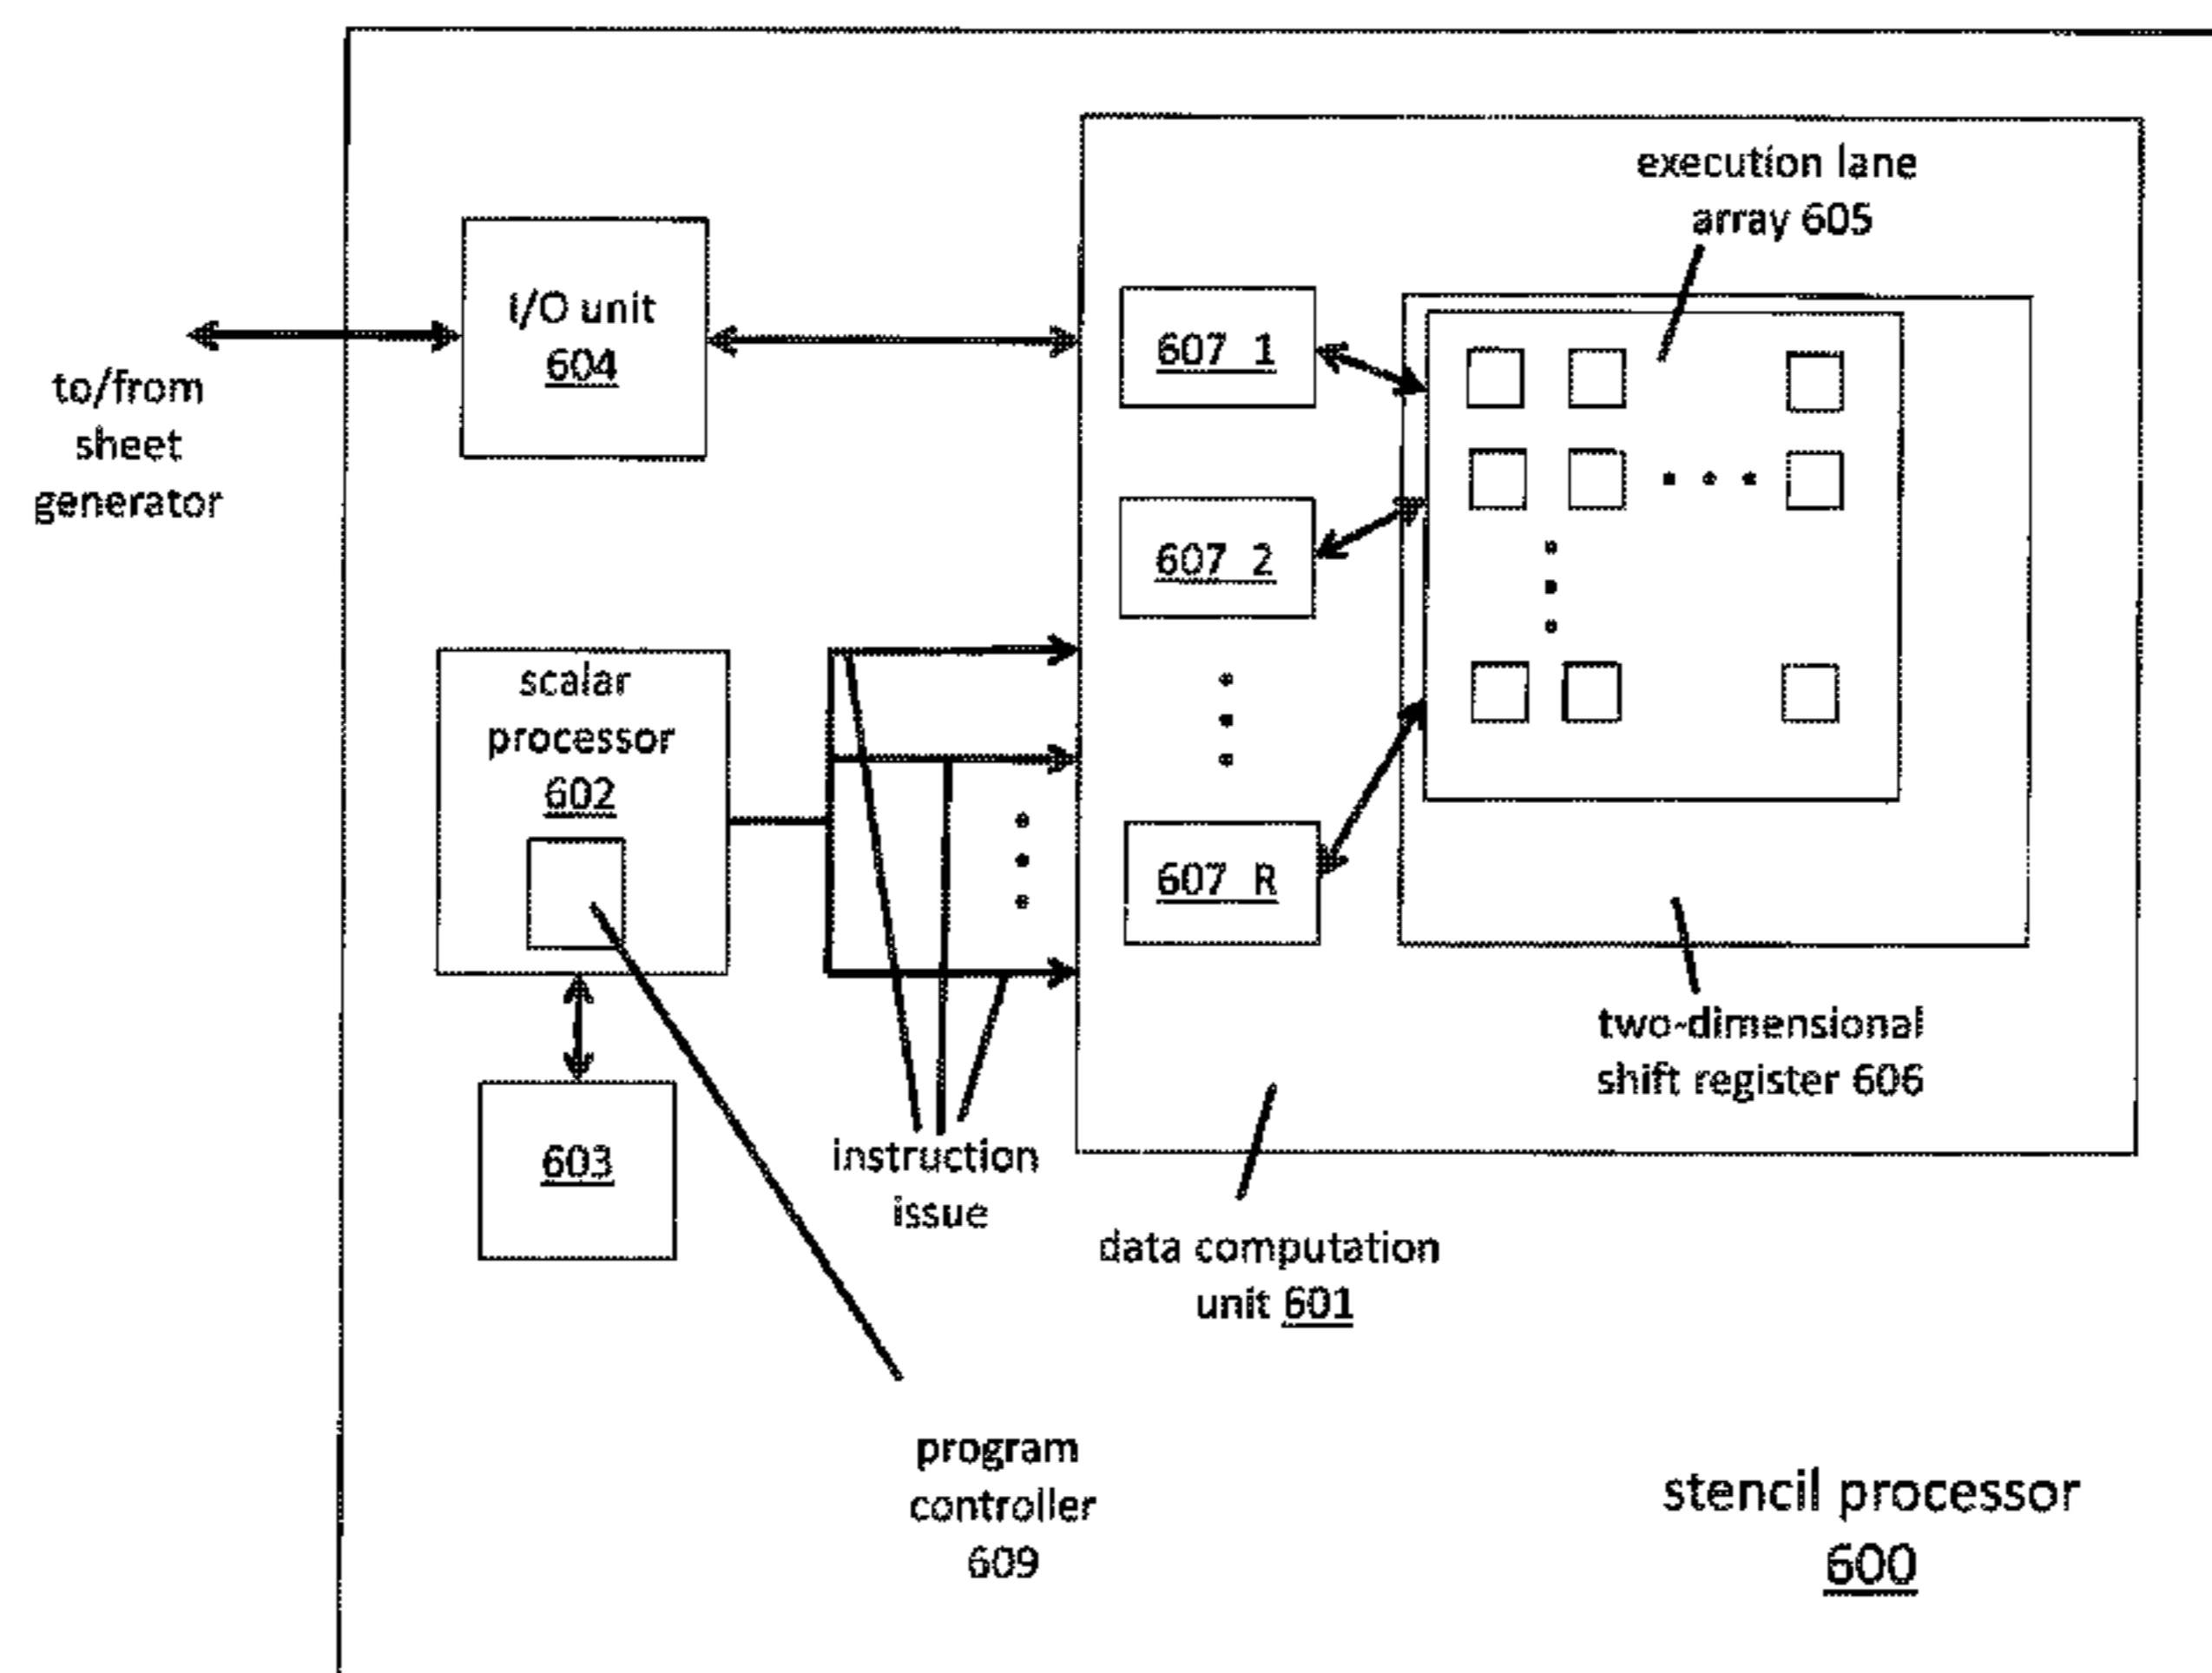 execution lane
array 605
I/O unit
604
to/from
sheet
generator
607_1
607_2
607_R
scalar
processor
602
603
instruction
issue
two-dimensional
shift register 606
data computation
unit 601
program
controller
609
stencil processor
600